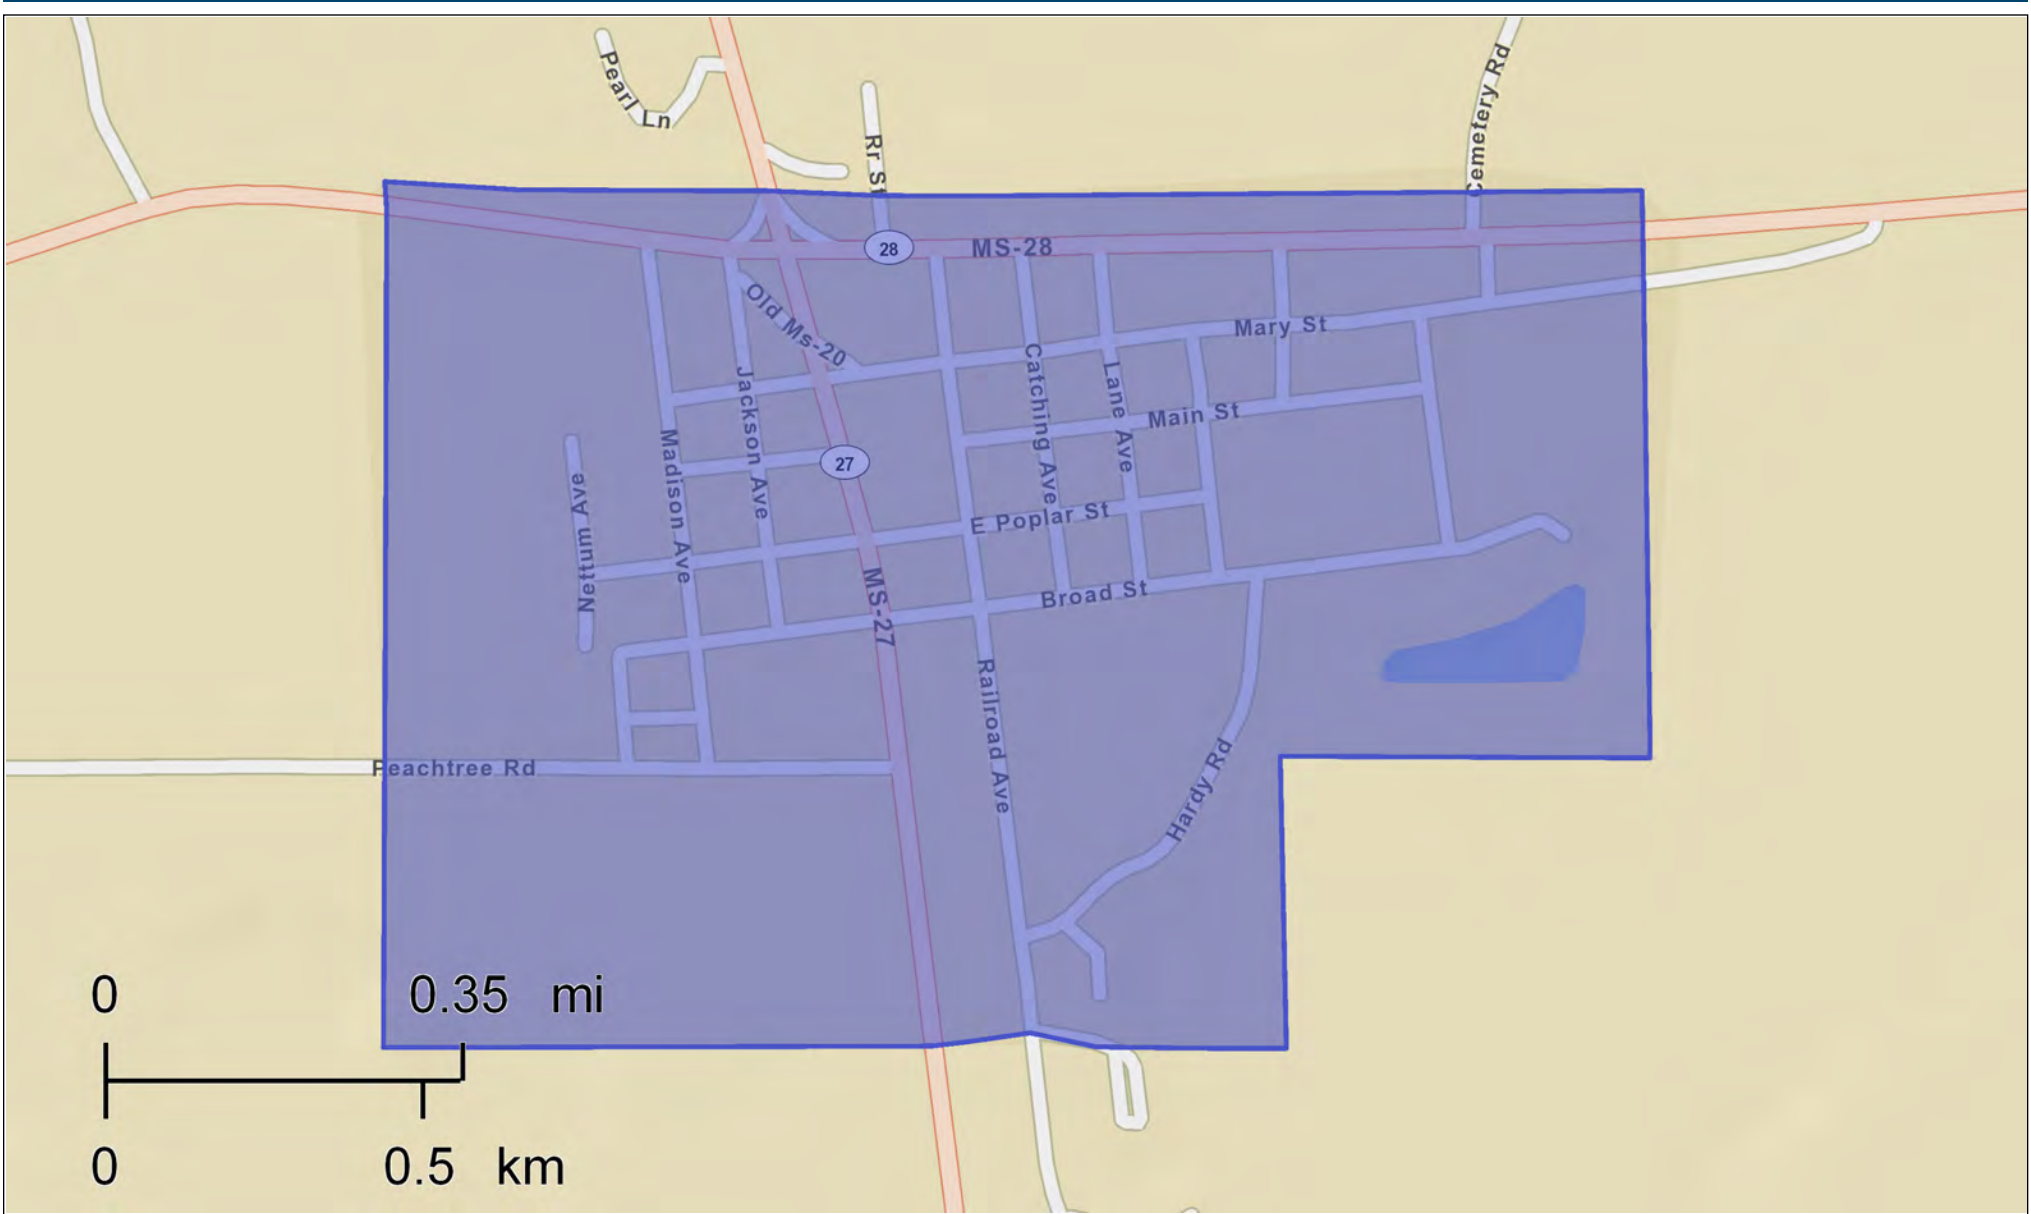 Pearl Ln
Rr St
Cemetery Rd
28
MS-28
Old Ms-20
Mary St
Jackson Ave
Catching Ave
Lane Ave
Main St
Madison Ave
27
Nettum Ave
E Poplar St
MS-27
Broad St
Railroad Ave
Peachtree Rd
Hardy Rd
0 0.35 mi
0 0.5 km